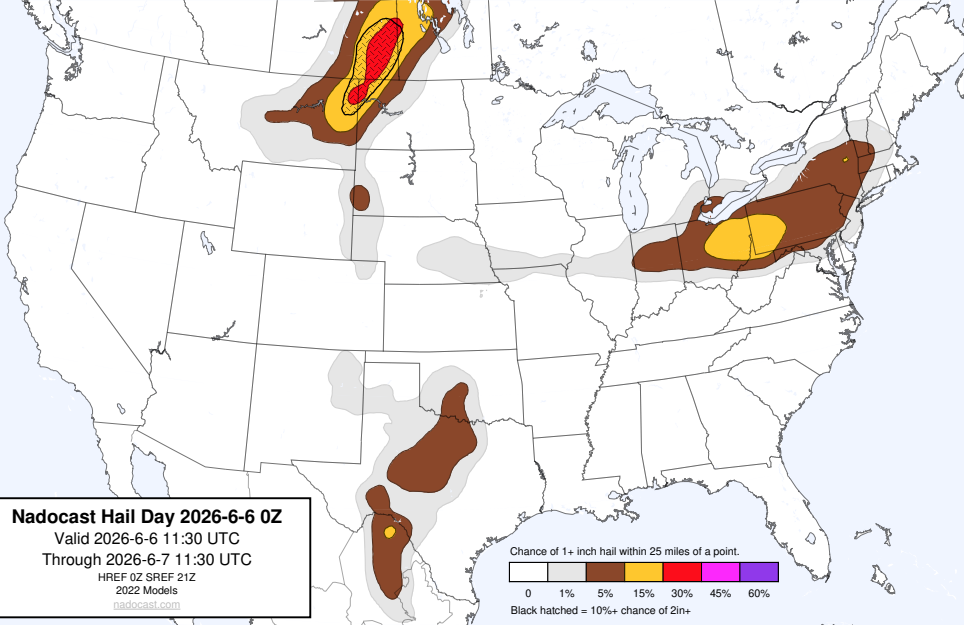 Nadocast Hail Day 2026-6-6 0Z
Valid 2026-6-6 11:30 UTC
Through 2026-6-7 11:30 UTC
HREF 0Z SREF 21Z
2022 Models
nadocast.com
Chance of 1+ inch hail within 25 miles of a point.
0 1% 5% 15% 30% 45% 60%
Black hatched = 10%+ chance of 2in+